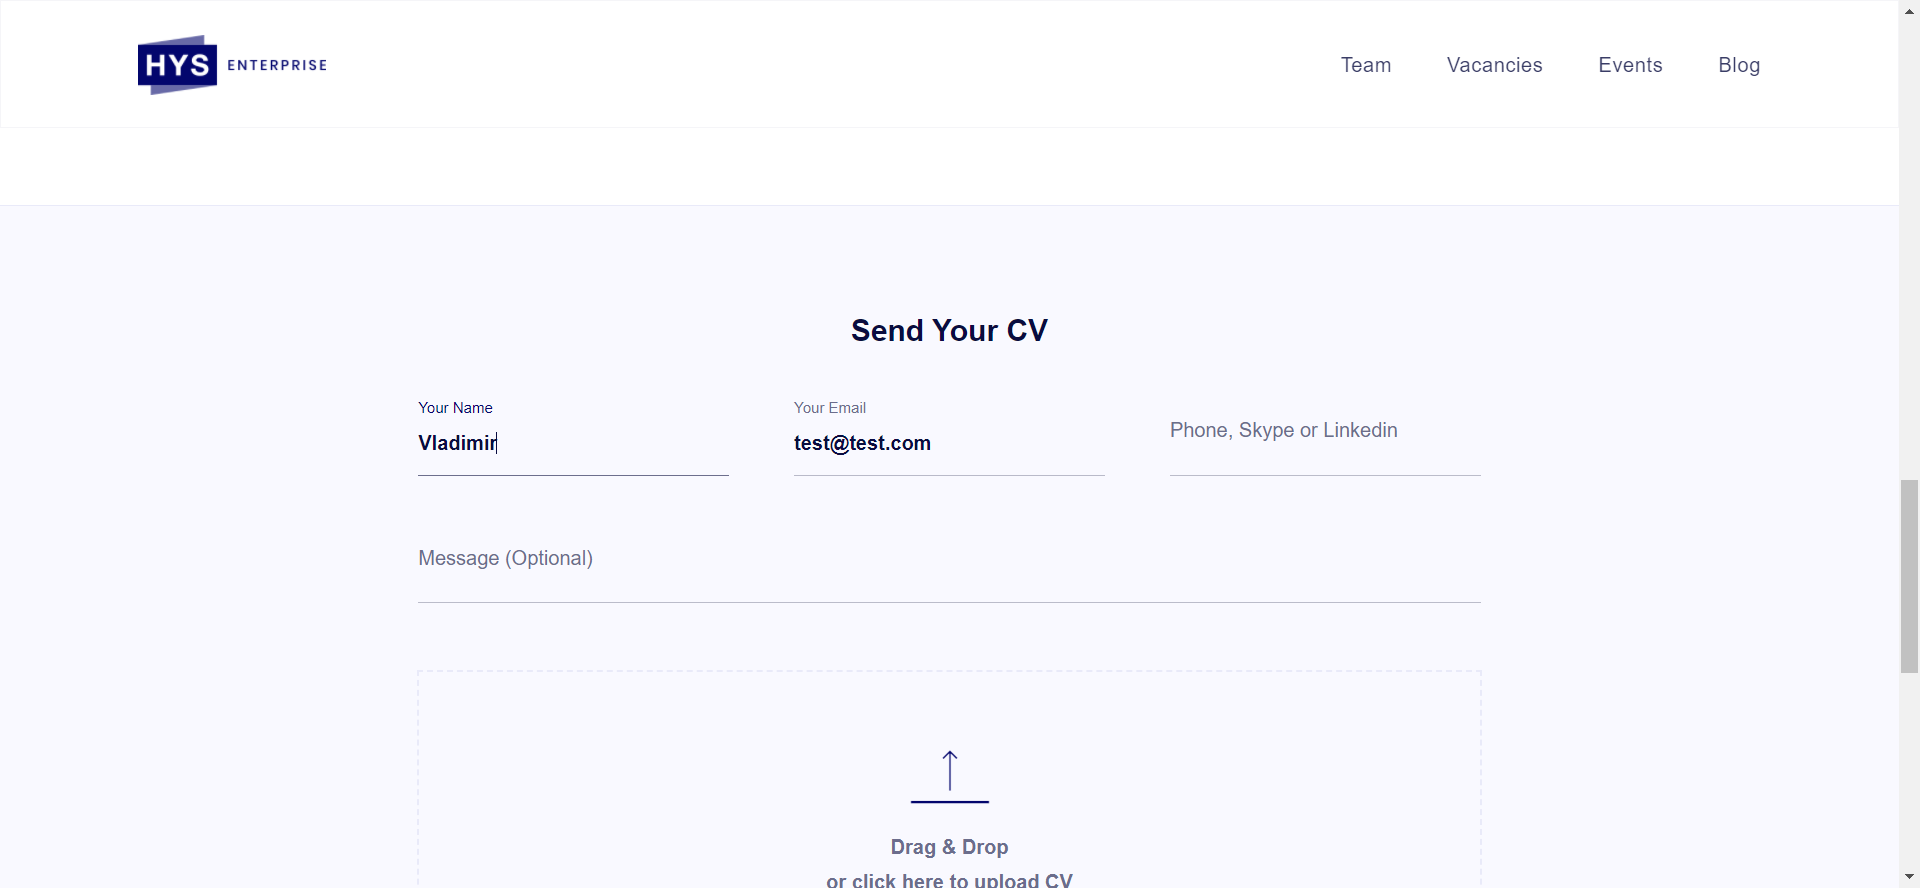 HYS ENTERPRISE
Team Vacancies Events Blog
Send Your CV
Your Name
Vladimir
Your Email
test@test.com
Phone, Skype or Linkedin
Message (Optional)
Drag & Drop
or click here to upload CV